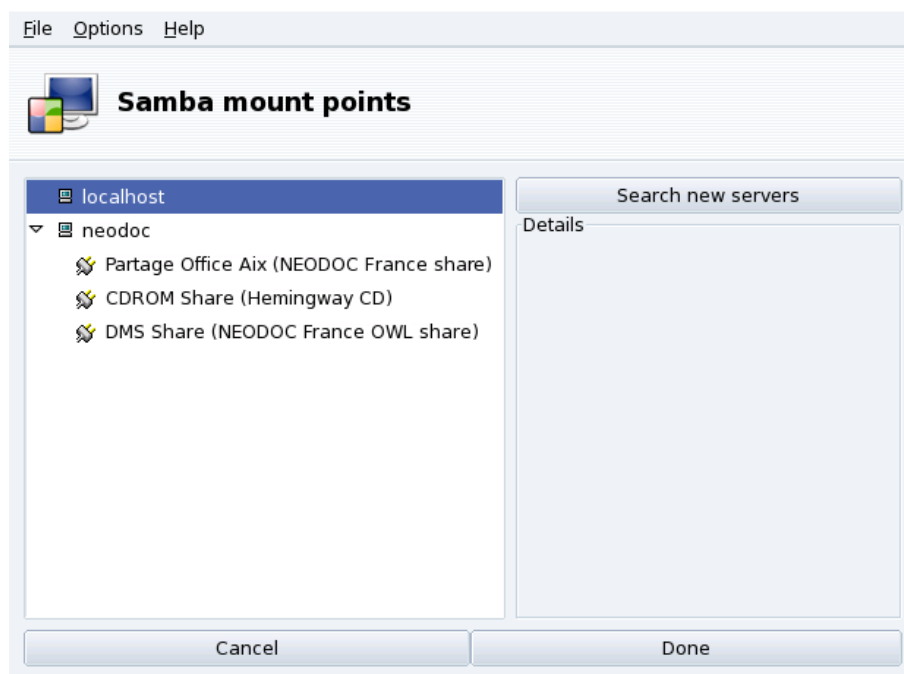 File Options Help
Samba mount points
localhost
Search new servers
neodoc
Details
Partage Office Aix (NEODOC France share)
CDROM Share (Hemingway CD)
DMS Share (NEODOC France OWL share)
Cancel
Done